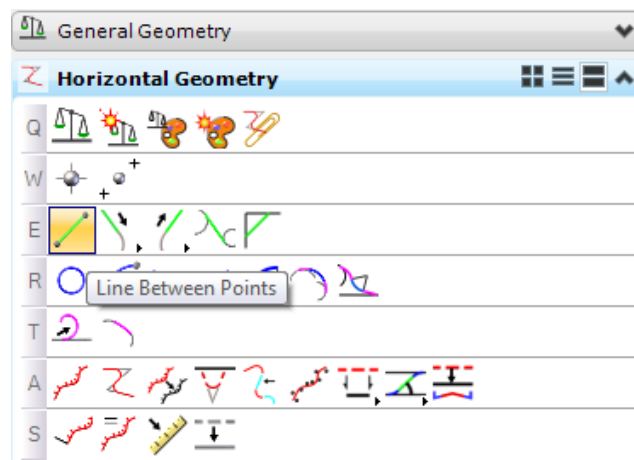 General Geometry
Horizontal Geometry
Q
W
E
R
Line Between Points
T
A
S